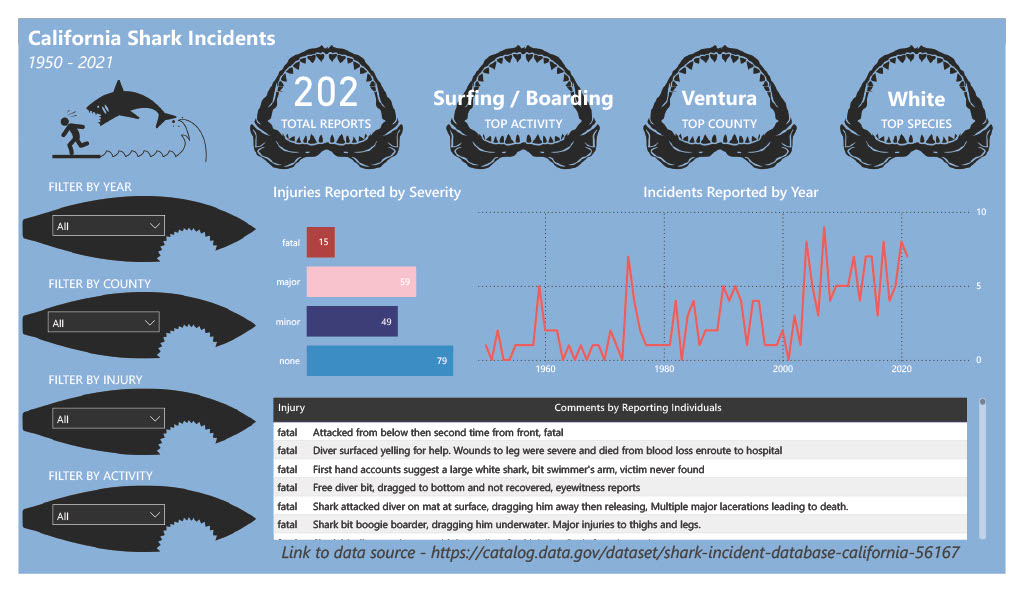 California Shark Incidents
1950 - 2021
202
TOTAL REPORTS
Surfing / Boarding
TOP ACTIVITY
Ventura
TOP COUNTY
White
TOP SPECIES
FILTER BY YEAR
All
FILTER BY COUNTY
All
FILTER BY INJURY
All
FILTER BY ACTIVITY
All
Injuries Reported by Severity
fatal 15
major 59
minor 49
none 79
Incidents Reported by Year
10
5
0
1960 1980 2000 2020
Injury Comments by Reporting Individuals
fatal Attacked from below then second time from front, fatal
fatal Diver surfaced yelling for help. Wounds to leg were severe and died from blood loss enroute to hospital
fatal First hand accounts suggest a large white shark, bit swimmer's arm, victim never found
fatal Free diver bit, dragged to bottom and not recovered, eyewitness reports
fatal Shark attacked diver on mat at surface, dragging him away then releasing, Multiple major lacerations leading to death.
fatal Shark bit boogie boarder, dragging him underwater. Major injuries to thighs and legs.
Link to data source - https://catalog.data.gov/dataset/shark-incident-database-california-56167